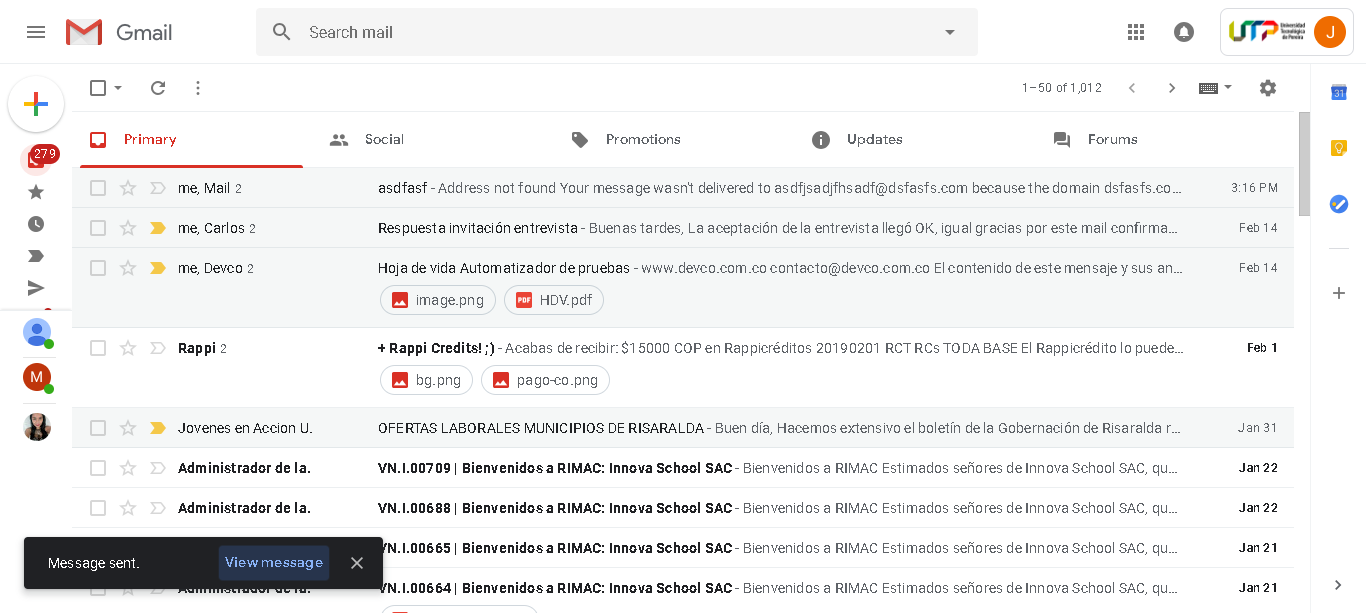 Gmail
Search mail
UTP Universidad Tecnológica de Pereira
J
1–50 of 1,012
31
Primary
Social
Promotions
Updates
Forums
279
me, Mail 2 asdfasf - Address not found Your message wasn't delivered to asdfjsadjfhsadf@dsfasfs.com because the domain dsfasfs.co… 3:16 PM
me, Carlos 2 Respuesta invitación entrevista - Buenas tardes, La aceptación de la entrevista llegó OK, igual gracias por este mail confirma… Feb 14
me, Devco 2 Hoja de vida Automatizador de pruebas - www.devco.com.co contacto@devco.com.co El contenido de este mensaje y sus an… Feb 14
image.png
PDF HDV.pdf
Rappi 2 + Rappi Credits! ;) - Acabas de recibir: $15000 COP en Rappicréditos 20190201 RCT RCs TODA BASE El Rappicrédito lo puede… Feb 1
bg.png
pago-co.png
M
Jovenes en Accion U. OFERTAS LABORALES MUNICIPIOS DE RISARALDA - Buen día, Hacemos extensivo el boletín de la Gobernación de Risaralda r… Jan 31
Administrador de la. VN.I.00709 | Bienvenidos a RIMAC: Innova School SAC - Bienvenidos a RIMAC Estimados señores de Innova School SAC, qu… Jan 22
Administrador de la. VN.I.00688 | Bienvenidos a RIMAC: Innova School SAC - Bienvenidos a RIMAC Estimados señores de Innova School SAC, qu… Jan 22
VN.I.00665 | Bienvenidos a RIMAC: Innova School SAC - Bienvenidos a RIMAC Estimados señores de Innova School SAC, qu… Jan 21
Message sent. View message
Administrador de la. VN.I.00664 | Bienvenidos a RIMAC: Innova School SAC - Bienvenidos a RIMAC Estimados señores de Innova School SAC, qu… Jan 21